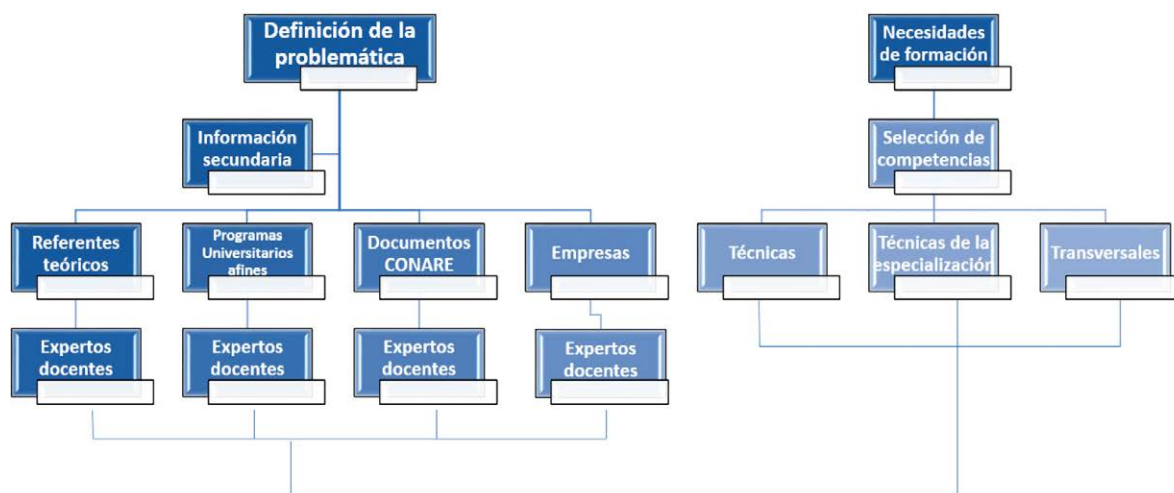 Definición de la
problemática
Necesidades
de formación
Información
secundaria
Selección de
competencias
Referentes
teóricos
Programas
Universitarios
afines
Documentos
CONARE
Empresas
Técnicas
Técnicas de la
especialización
Transversales
Expertos
docentes
Expertos
docentes
Expertos
docentes
Expertos
docentes